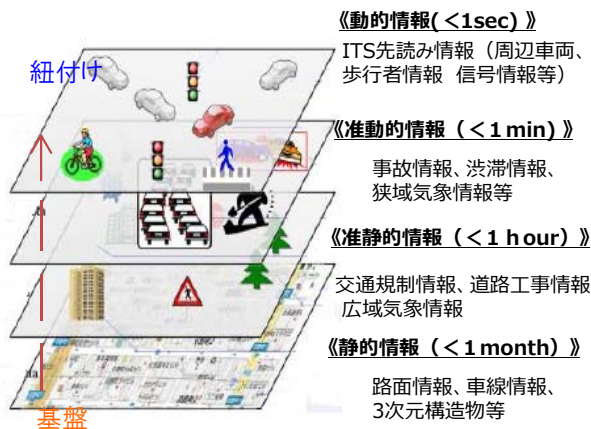 《動的情報(<1sec) 》
ITS先読み情報(周辺車両、
歩行者情報 信号情報等)
紐付け
《准動的情報(<1min) 》
事故情報、渋滞情報、
狭域気象情報等
《准静的情報(<1hour)》
交通規制情報、道路工事情報
広域気象情報
《静的情報(<1month)》
路面情報、車線情報、
3次元構造物等
基盤